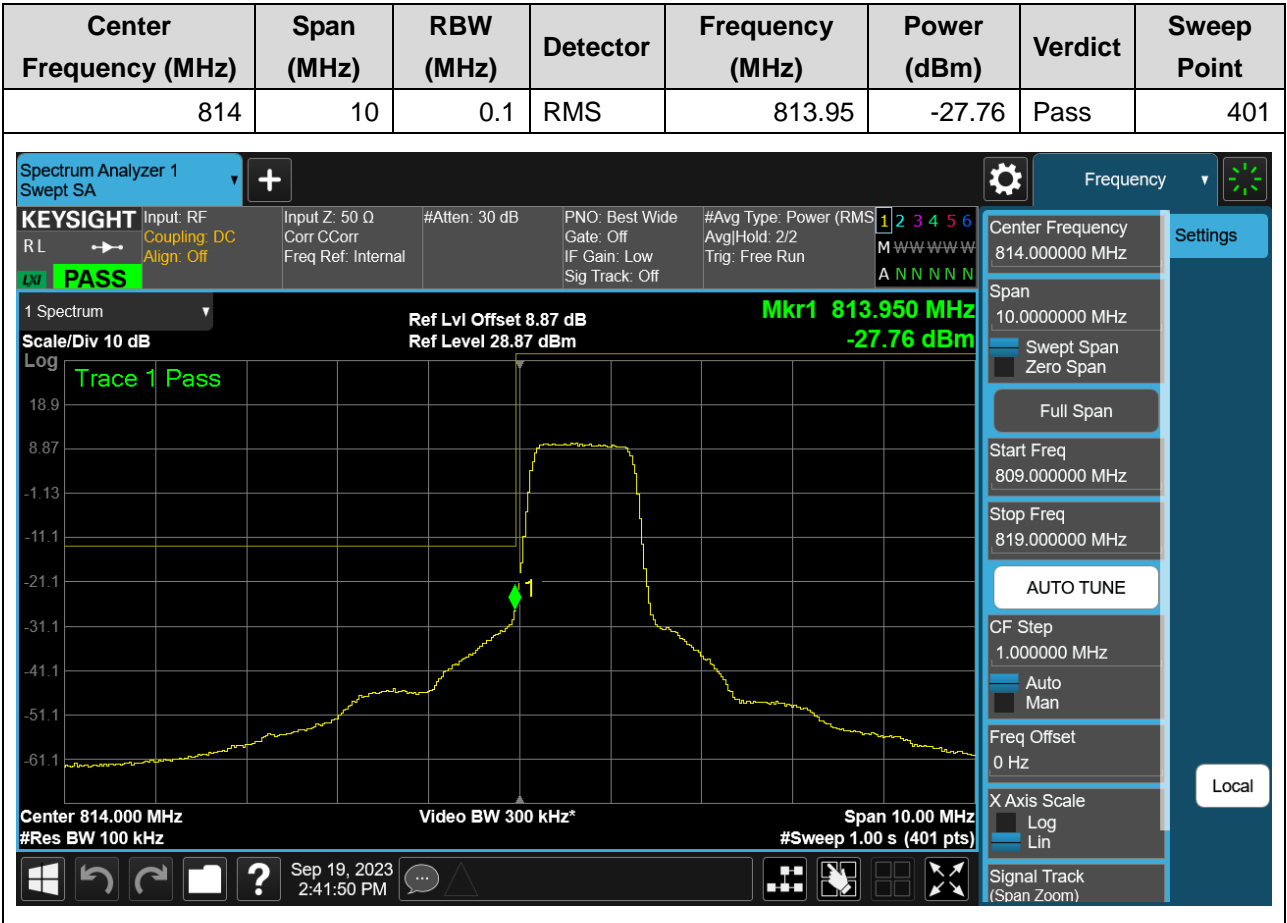 Center Frequency (MHz) Span (MHz) RBW (MHz) Detector Frequency (MHz) Power (dBm) Verdict Sweep Point
814 10 0.1 RMS 813.95 -27.76 Pass 401
Spectrum Analyzer 1
Swept SA
Frequency
KEYSIGHT
R L
LXI PASS
Input: RF
Coupling: DC
Align: Off
Input Z: 50 Ω
Corr CCorr
Freq Ref: Internal
#Atten: 30 dB
PNO: Best Wide
Gate: Off
IF Gain: Low
Sig Track: Off
#Avg Type: Power (RMS
Avg|Hold: 2/2
Trig: Free Run
1 2 3 4 5 6
M W W W W W
A N N N N N
1 Spectrum
Scale/Div 10 dB
Ref Lvl Offset 8.87 dB
Ref Level 28.87 dBm
Mkr1 813.950 MHz
-27.76 dBm
Log
Trace 1 Pass
18.9
8.87
-1.13
-11.1
-21.1
1
-31.1
-41.1
-51.1
-61.1
Center 814.000 MHz
#Res BW 100 kHz
Video BW 300 kHz*
Span 10.00 MHz
#Sweep 1.00 s (401 pts)
Center Frequency
814.000000 MHz
Settings
Span
10.0000000 MHz
Swept Span
Zero Span
Full Span
Start Freq
809.000000 MHz
Stop Freq
819.000000 MHz
AUTO TUNE
CF Step
1.000000 MHz
Auto
Man
Freq Offset
0 Hz
Local
X Axis Scale
Log
Lin
Signal Track
(Span Zoom)
?
Sep 19, 2023
2:41:50 PM